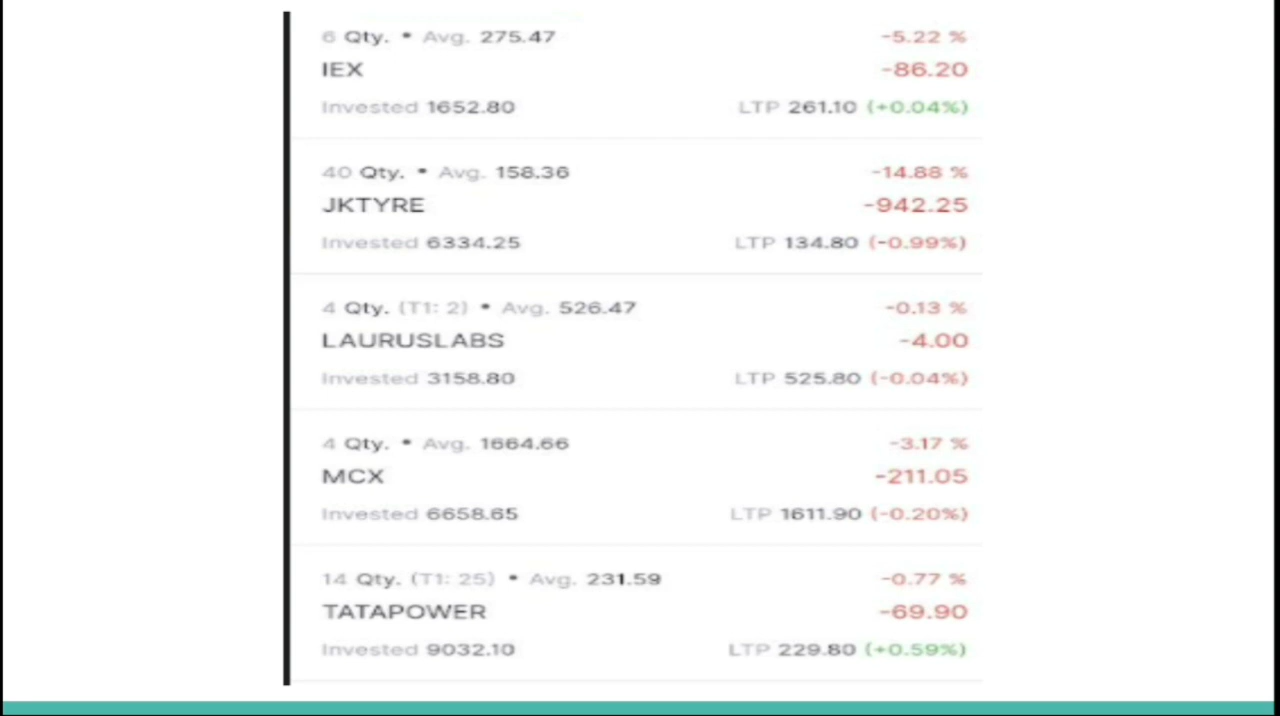 6 Qty. • Avg. 275.47 -5.22 %
IEX -86.20
Invested 1652.80 LTP 261.10 (+0.04%)
40 Qty. • Avg. 158.36 -14.88 %
JKTYRE -942.25
Invested 6334.25 LTP 134.80 (-0.99%)
4 Qty. (T1: 2) • Avg. 526.47 -0.13 %
LAURUSLABS -4.00
Invested 3158.80 LTP 525.80 (-0.04%)
4 Qty. • Avg. 1664.66 -3.17 %
MCX -211.05
Invested 6658.65 LTP 1611.90 (-0.20%)
14 Qty. (T1: 25) • Avg. 231.59 -0.77 %
TATAPOWER -69.90
Invested 9032.10 LTP 229.80 (+0.59%)